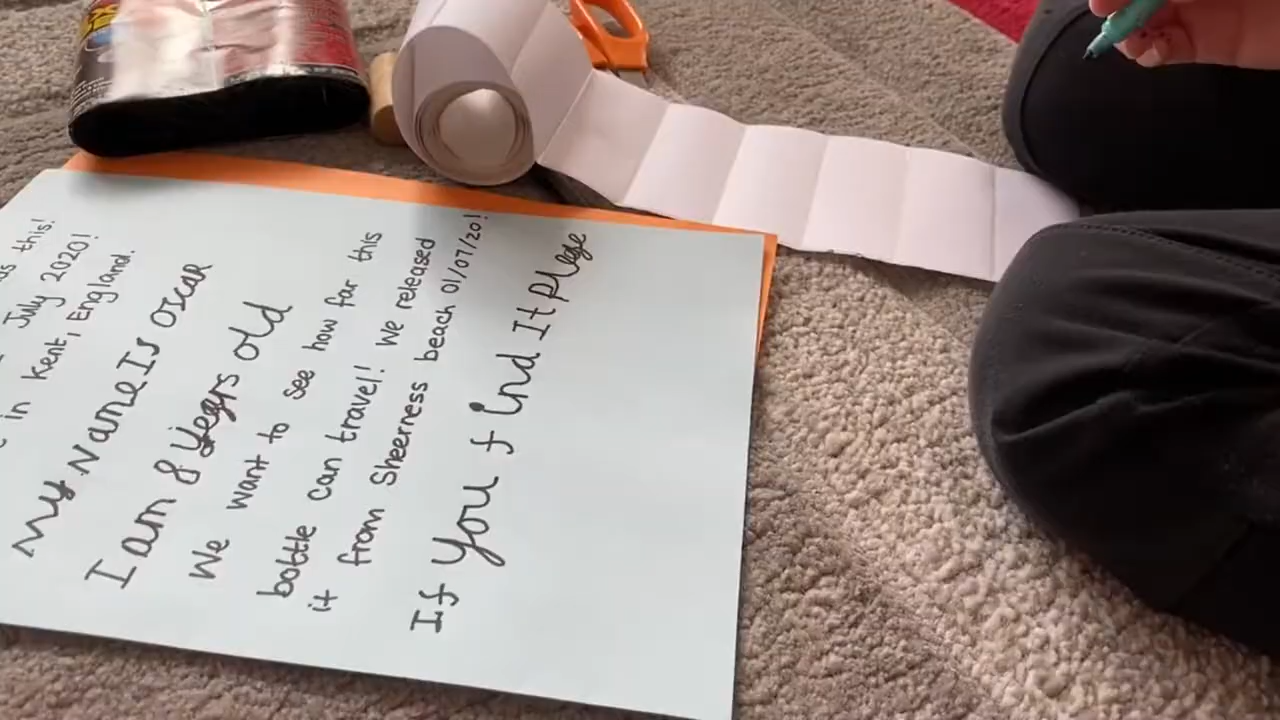 this!
July 2020!
in Kent, England.
My Name Is Oscar
I am 8 Years old
We want to see how far this
bottle can travel! We released
it from Sheerness beach 01/07/20!
If You find It please